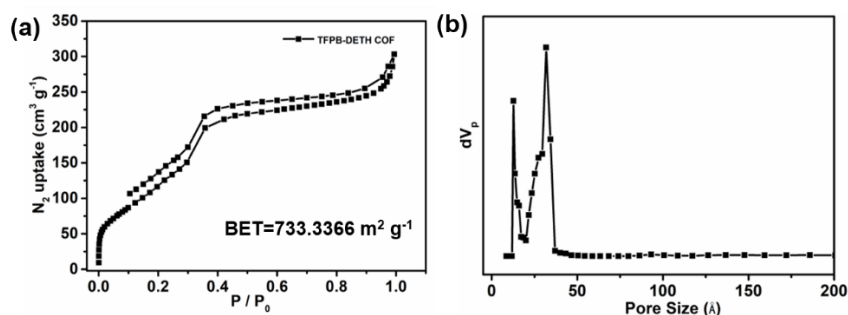 (a)
350
300
250
200
150
100
50
0
N₂ uptake (cm³ g⁻¹)
TFPB-DETH COF
BET=733.3366 m² g⁻¹
0.0 0.2 0.4 0.6 0.8 1.0
P / P₀
(b)
dVₚ
0 50 100 150 200
Pore Size (Å)